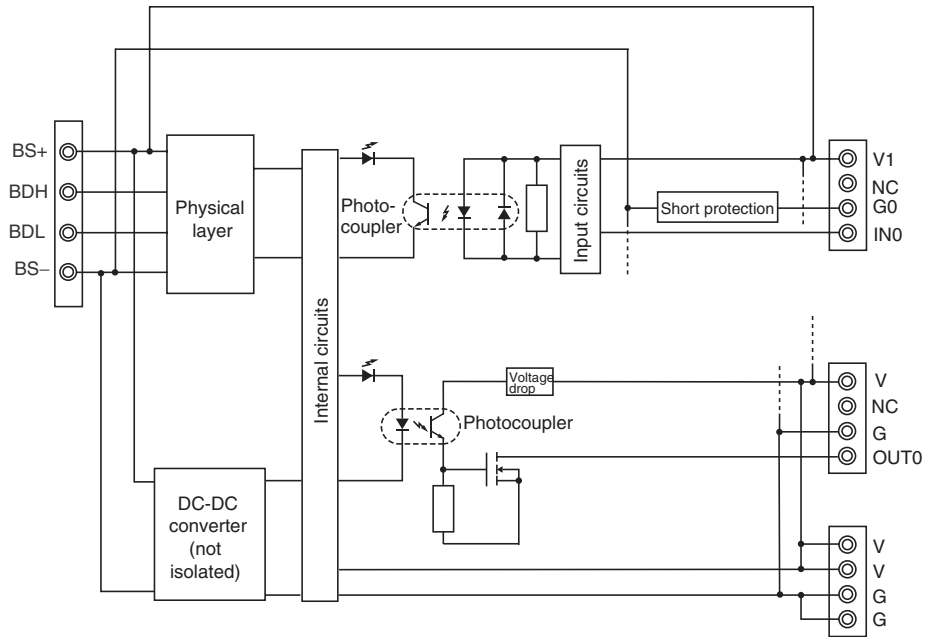 BS+
BDH
BDL
BS−
Physical
layer
Photo-
coupler
Input circuits
Short protection
V1
NC
G0
IN0
Internal circuits
Voltage
drop
Photocoupler
V
NC
G
OUT0
DC-DC
converter
(not
isolated)
V
V
G
G